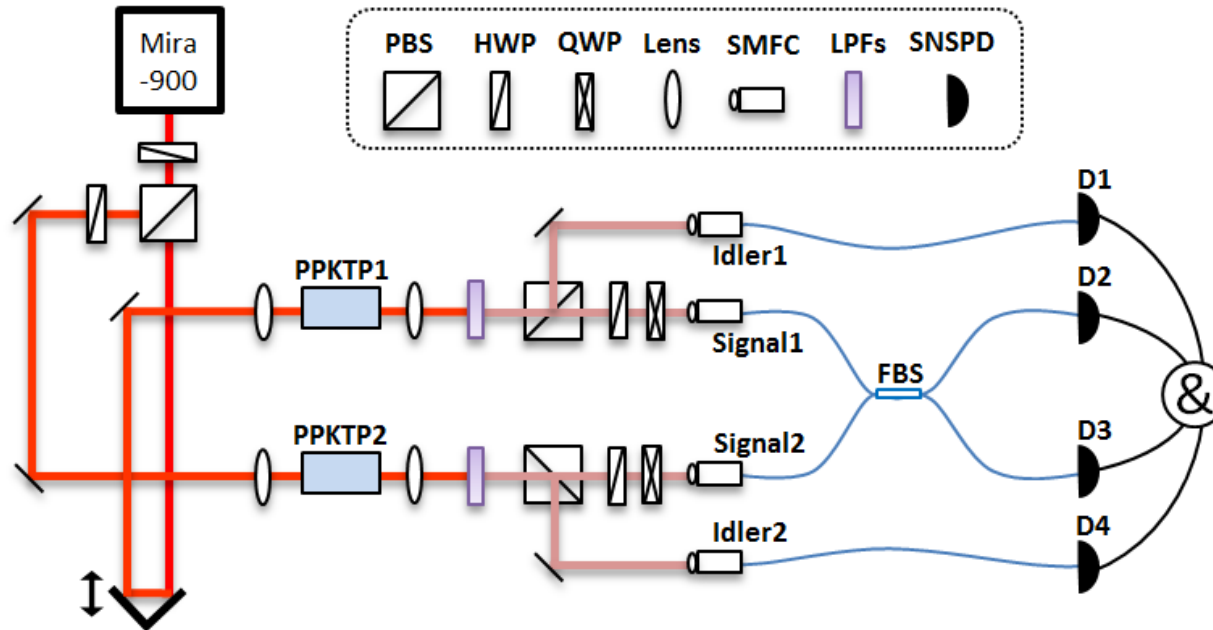 Mira
-900
PBS HWP QWP Lens SMFC LPFs SNSPD
D1
Idler1
PPKTP1
D2
Signal1
FBS
&
PPKTP2
Signal2
D3
Idler2
D4